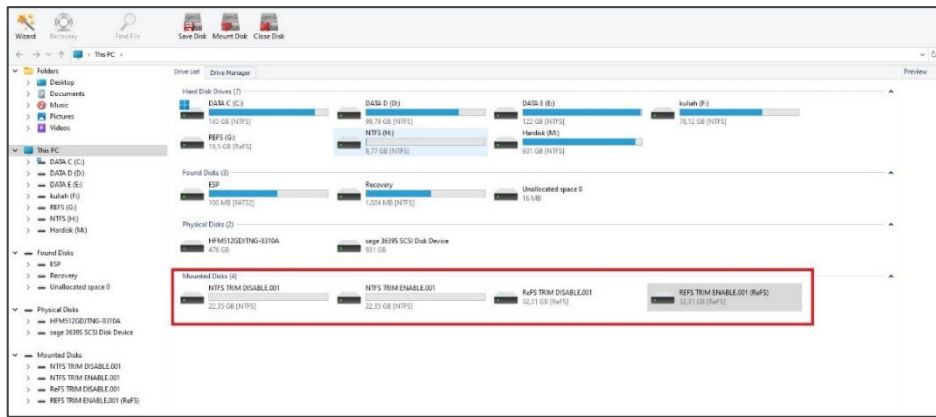 Wizard Recovery Find File Save Disk Mount Disk Close Disk
This PC
Folders
Desktop
Documents
Music
Pictures
Videos
This PC
DATA C (C:)
DATA D (D:)
DATA E (E:)
kuliah (F:)
REFS (G:)
NTFS (H:)
Hardisk (M:)
Found Disks
ESP
Recovery
Unallocated space 0
Physical Disks
HFM512GDJTNG-8310A
sage 3639S SCSI Disk Device
Mounted Disks
NTFS TRIM DISABLE.001
NTFS TRIM ENABLE.001
ReFS TRIM DISABLE.001
REFS TRIM ENABLE.001 (ReFS)
Drive List Drive Manager
Hard Disk Drives (7)
DATA C (C:)
145 GB [NTFS]
DATA D (D:)
99,79 GB [NTFS]
DATA E (E:)
122 GB [NTFS]
kuliah (F:)
78,12 GB [NTFS]
REFS (G:)
19,5 GB [ReFS]
NTFS (H:)
9,77 GB [NTFS]
Hardisk (M:)
931 GB [NTFS]
Found Disks (3)
ESP
100 MB [FAT32]
Recovery
1.024 MB [NTFS]
Unallocated space 0
16 MB
Physical Disks (2)
HFM512GDJTNG-8310A
476 GB
sage 3639S SCSI Disk Device
931 GB
Mounted Disks (4)
NTFS TRIM DISABLE.001
22,35 GB [NTFS]
NTFS TRIM ENABLE.001
22,35 GB [NTFS]
ReFS TRIM DISABLE.001
32,31 GB [ReFS]
REFS TRIM ENABLE.001 (ReFS)
32,31 GB [ReFS]
Preview